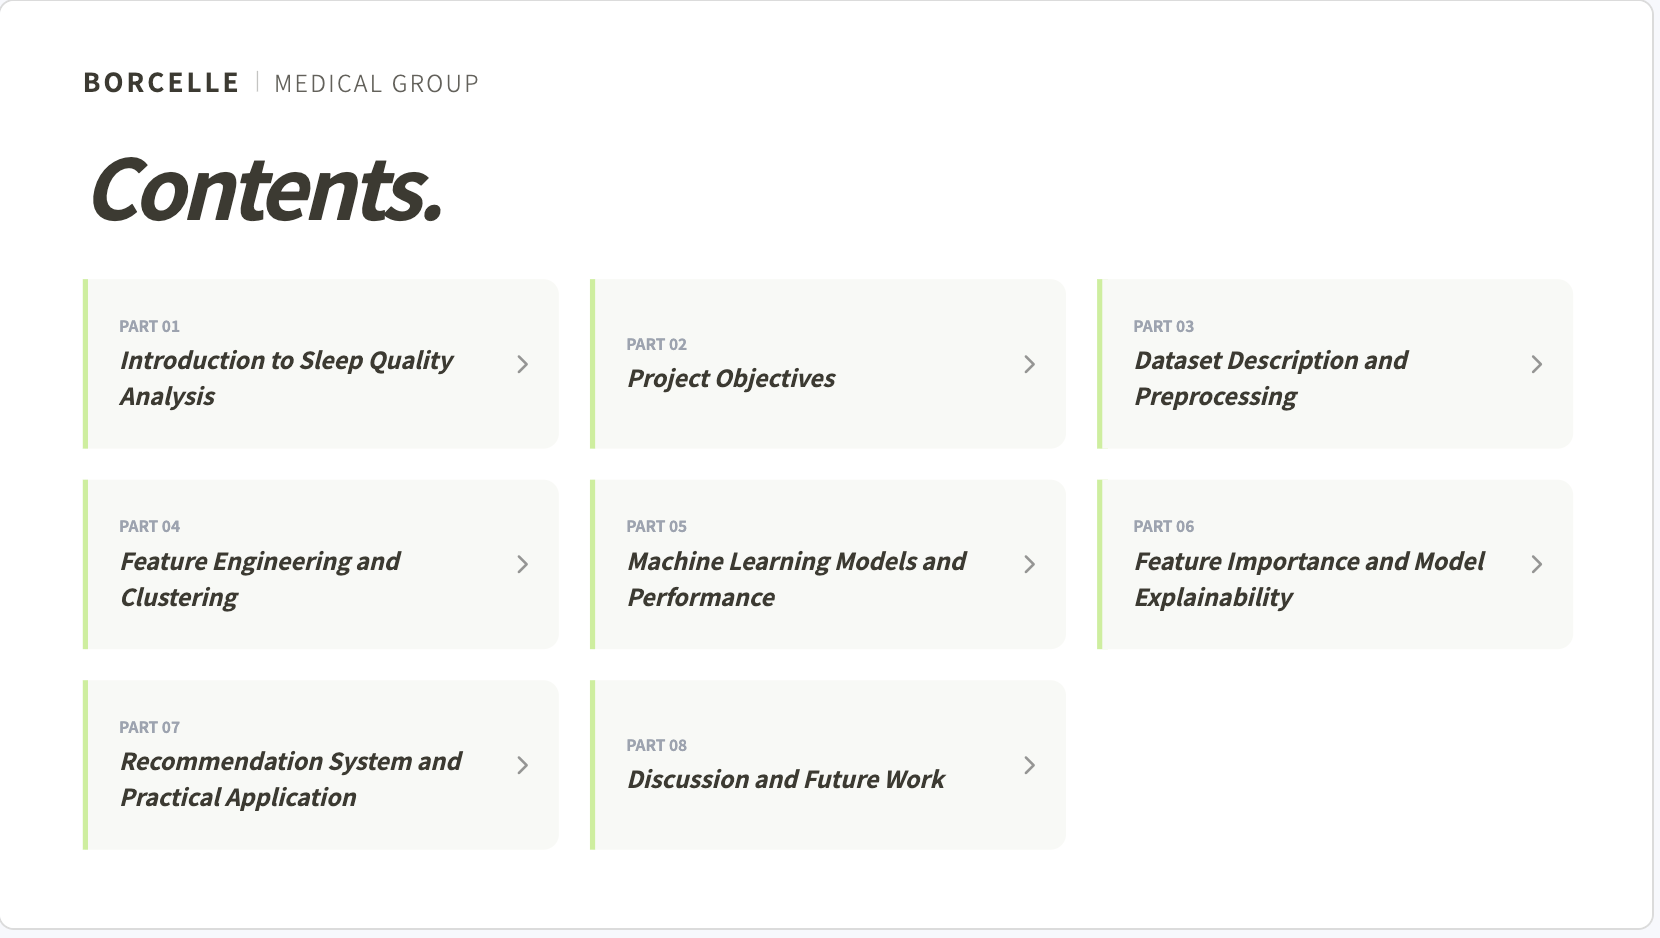 BORCELLE | MEDICAL GROUP
Contents.
PART 01
Introduction to Sleep Quality
Analysis
PART 02
Project Objectives
PART 03
Dataset Description and
Preprocessing
PART 04
Feature Engineering and
Clustering
PART 05
Machine Learning Models and
Performance
PART 06
Feature Importance and Model
Explainability
PART 07
Recommendation System and
Practical Application
PART 08
Discussion and Future Work